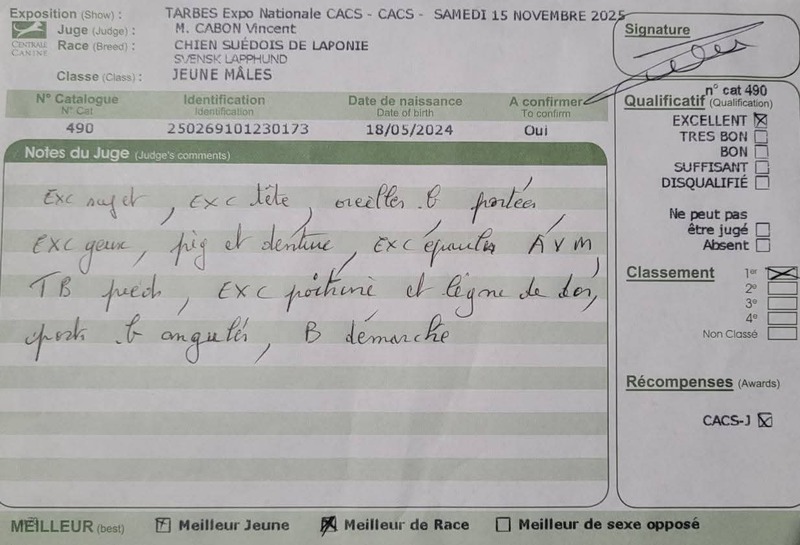 Exposition (Show) : TARBES Expo Nationale CACS - CACS - SAMEDI 15 NOVEMBRE 2025
Juge (Judge) : M. CABON Vincent
Race (Breed) : CHIEN SUÉDOIS DE LAPONIE
SVENSK LAPPHUND
CENTRALE CANINE
Classe (Class) : JEUNE MÂLES
Signature
N° Catalogue Identification Date de naissance A confirmer
N° Cat Identification Date of birth To confirm
490 250269101230173 18/05/2024 Oui
Notes du Juge (Judge's comments)
Exc sujet, Exc tête, oreilles b portées
Exc yeux, pig et denture, Exc épaules AVM,
TB pieds, Exc poitrine et ligne de dos,
b angulés, B démarche
n° cat 490
Qualificatif (Qualification)
EXCELLENT
TRES BON
BON
SUFFISANT
DISQUALIFIÉ
Ne peut pas
être jugé
Absent
Classement 1er
2e
3e
4e
Non Classé
Récompenses (Awards)
CACS-J
MEILLEUR (best) Meilleur Jeune Meilleur de Race Meilleur de sexe opposé